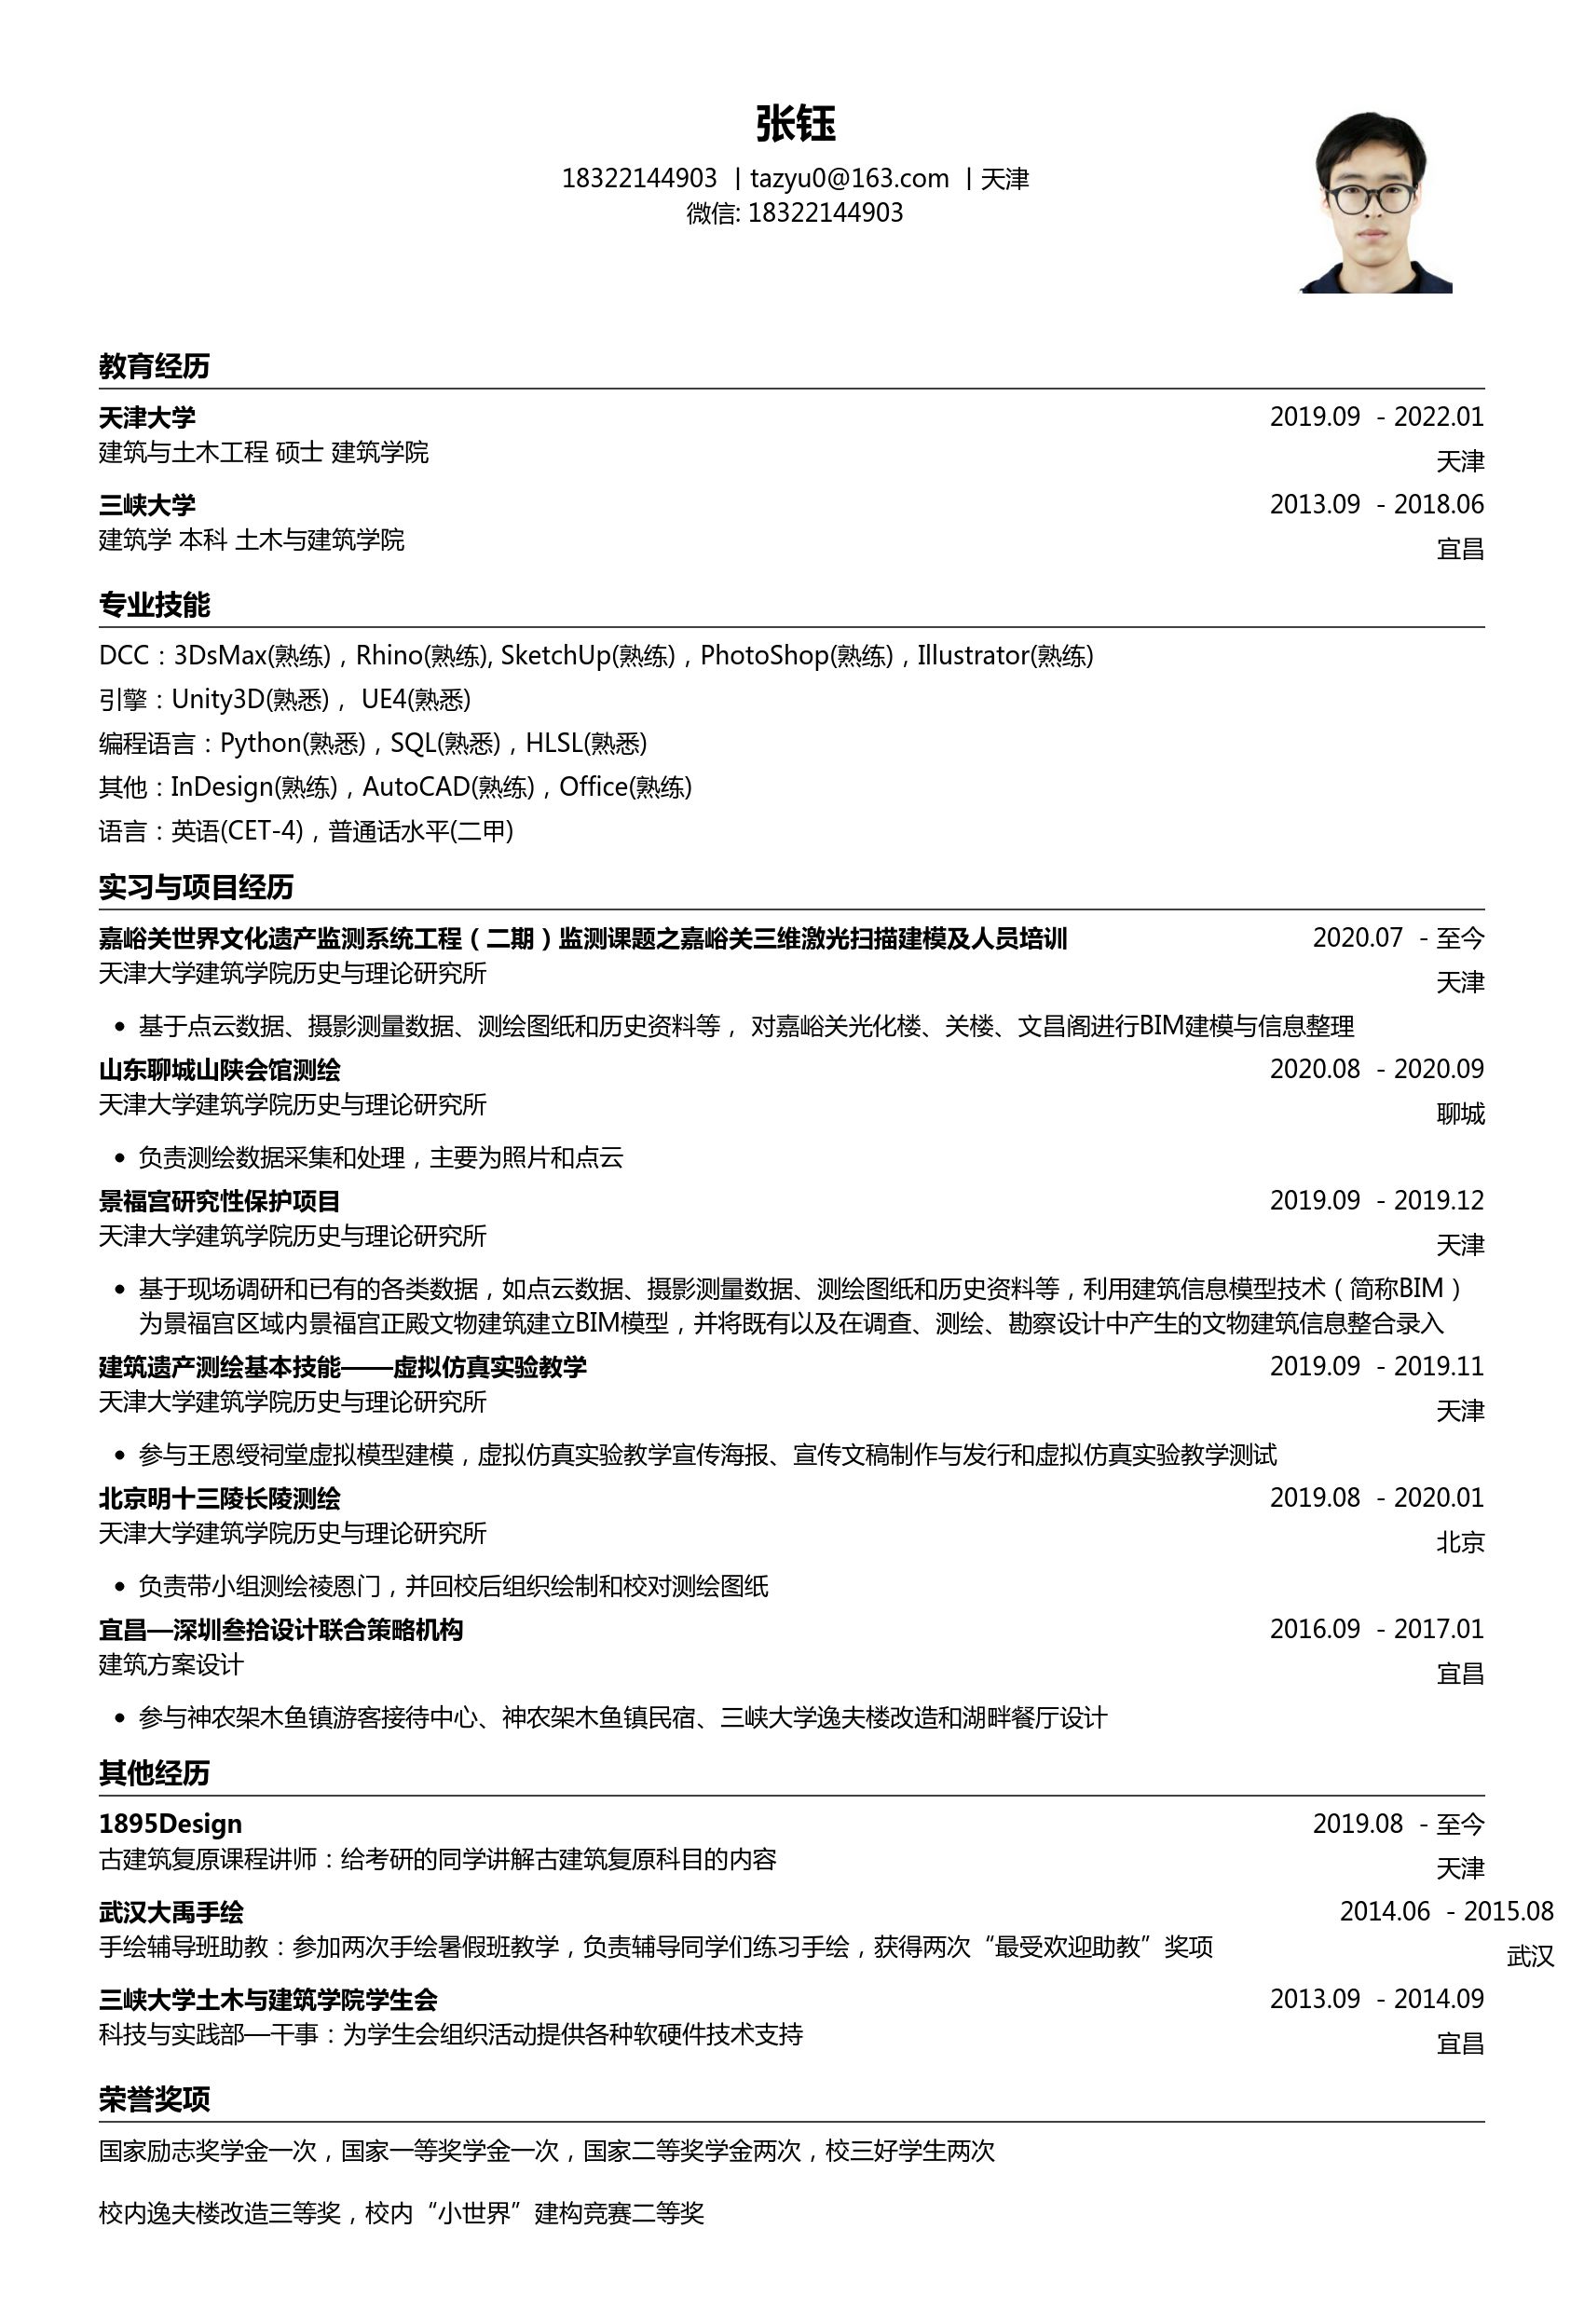 张钰
18322144903 | tazyu0@163.com | 天津
微信: 18322144903
教育经历
天津大学 2019.09 - 2022.01
建筑与土木工程 硕士 建筑学院
天津
三峡大学 2013.09 - 2018.06
建筑学 本科 土木与建筑学院
宜昌
专业技能
DCC：3DsMax(熟练)，Rhino(熟练), SketchUp(熟练)，PhotoShop(熟练)，Illustrator(熟练)
引擎：Unity3D(熟悉)， UE4(熟悉)
编程语言：Python(熟悉)，SQL(熟悉)，HLSL(熟悉)
其他：InDesign(熟练)，AutoCAD(熟练)，Office(熟练)
语言：英语(CET-4)，普通话水平(二甲)
实习与项目经历
嘉峪关世界文化遗产监测系统工程（二期）监测课题之嘉峪关三维激光扫描建模及人员培训 2020.07 - 至今
天津大学建筑学院历史与理论研究所
天津
• 基于点云数据、摄影测量数据、测绘图纸和历史资料等， 对嘉峪关光化楼、关楼、文昌阁进行BIM建模与信息整理
山东聊城山陕会馆测绘 2020.08 - 2020.09
天津大学建筑学院历史与理论研究所
聊城
• 负责测绘数据采集和处理，主要为照片和点云
景福宫研究性保护项目 2019.09 - 2019.12
天津大学建筑学院历史与理论研究所
天津
• 基于现场调研和已有的各类数据，如点云数据、摄影测量数据、测绘图纸和历史资料等，利用建筑信息模型技术（简称BIM）
为景福宫区域内景福宫正殿文物建筑建立BIM模型，并将既有以及在调查、测绘、勘察设计中产生的文物建筑信息整合录入
建筑遗产测绘基本技能——虚拟仿真实验教学 2019.09 - 2019.11
天津大学建筑学院历史与理论研究所
天津
• 参与王恩绶祠堂虚拟模型建模，虚拟仿真实验教学宣传海报、宣传文稿制作与发行和虚拟仿真实验教学测试
北京明十三陵长陵测绘 2019.08 - 2020.01
天津大学建筑学院历史与理论研究所
北京
• 负责带小组测绘祾恩门，并回校后组织绘制和校对测绘图纸
宜昌—深圳叁拾设计联合策略机构 2016.09 - 2017.01
建筑方案设计
宜昌
• 参与神农架木鱼镇游客接待中心、神农架木鱼镇民宿、三峡大学逸夫楼改造和湖畔餐厅设计
其他经历
1895Design 2019.08 - 至今
古建筑复原课程讲师：给考研的同学讲解古建筑复原科目的内容
天津
武汉大禹手绘 2014.06 - 2015.08
手绘辅导班助教：参加两次手绘暑假班教学，负责辅导同学们练习手绘，获得两次“最受欢迎助教”奖项
武汉
三峡大学土木与建筑学院学生会 2013.09 - 2014.09
科技与实践部—干事：为学生会组织活动提供各种软硬件技术支持
宜昌
荣誉奖项
国家励志奖学金一次，国家一等奖学金一次，国家二等奖学金两次，校三好学生两次
校内逸夫楼改造三等奖，校内“小世界”建构竞赛二等奖